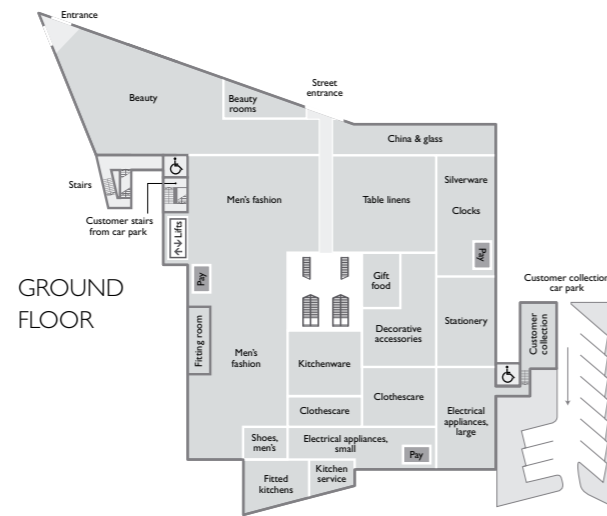 Entrance
Street
entrance
Beauty
Beauty
rooms
China & glass
Stairs
Customer stairs
from car park
Lifts
Men's fashion
Table linens
Silverware
Clocks
Pay
Pay
Gift
food
GROUND
FLOOR
Customer collection
car park
Customer
collection
Fitting room
Men's
fashion
Decorative
accessories
Stationery
Kitchenware
Clothescare
Clothescare
Electrical
appliances,
large
Shoes,
men's
Electrical appliances,
small
Pay
Fitted
kitchens
Kitchen
service